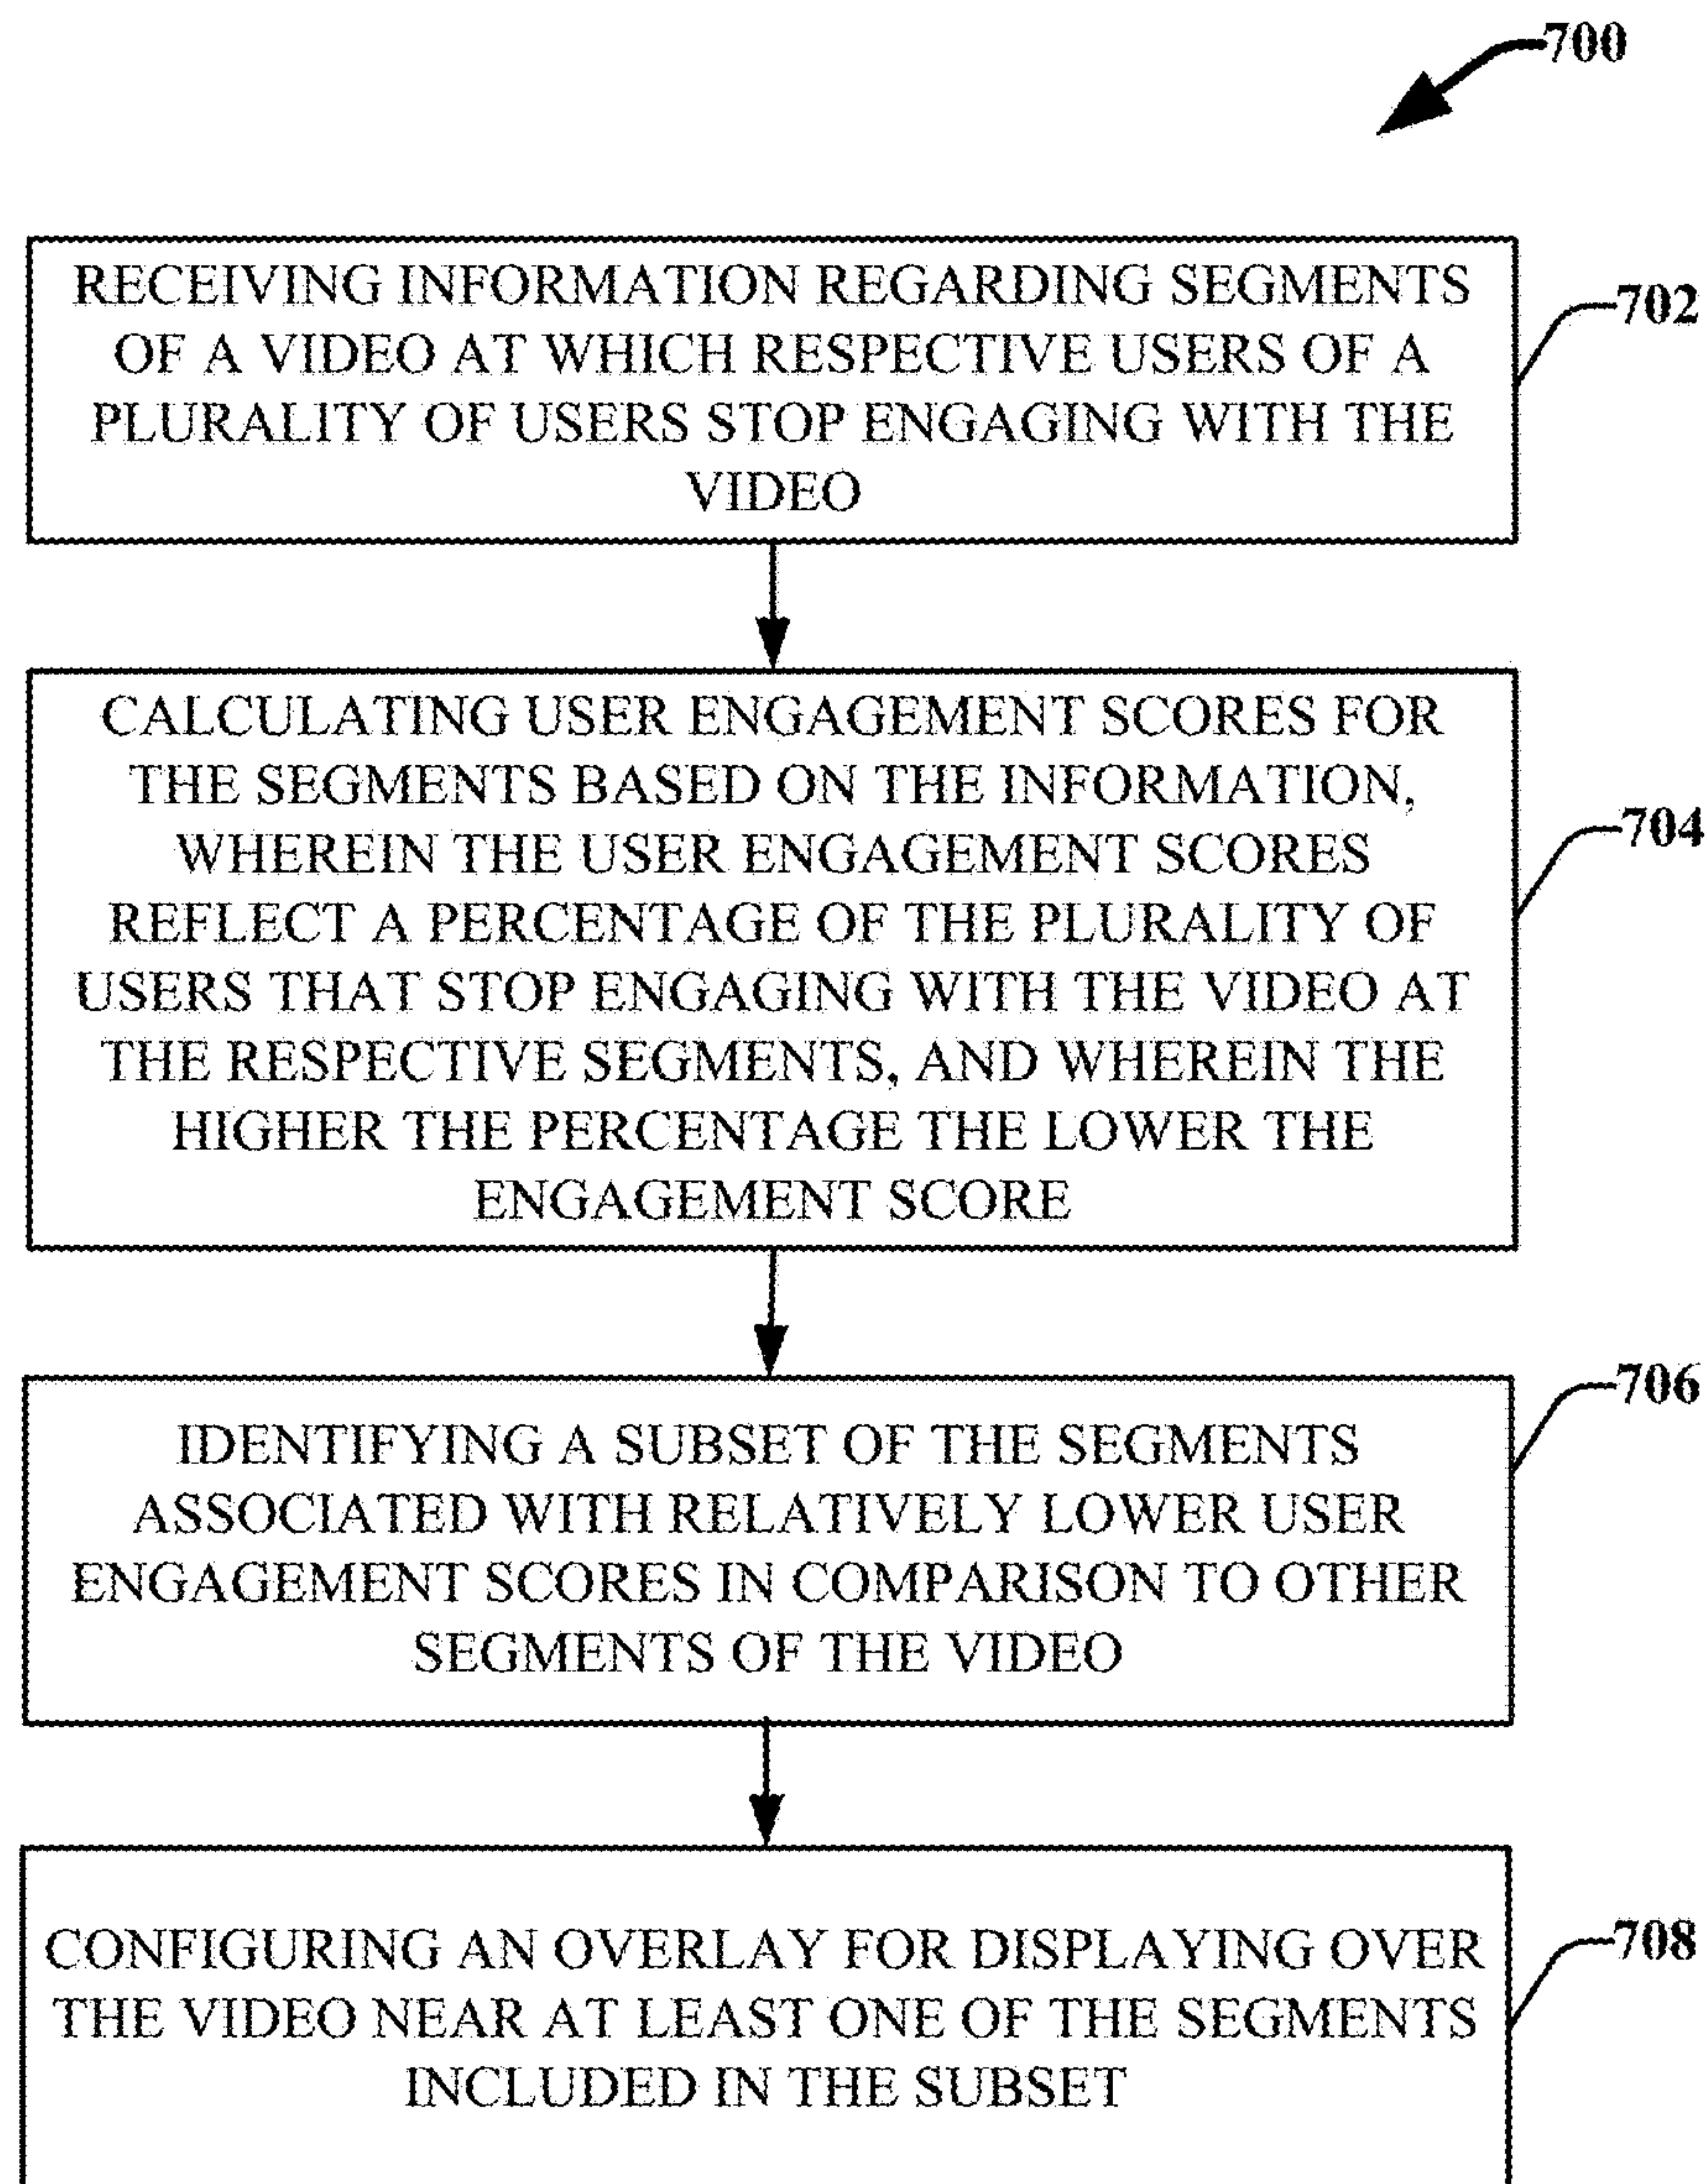 700
RECEIVING INFORMATION REGARDING SEGMENTS
OF A VIDEO AT WHICH RESPECTIVE USERS OF A
PLURALITY OF USERS STOP ENGAGING WITH THE
VIDEO
702
CALCULATING USER ENGAGEMENT SCORES FOR
THE SEGMENTS BASED ON THE INFORMATION,
WHEREIN THE USER ENGAGEMENT SCORES
REFLECT A PERCENTAGE OF THE PLURALITY OF
USERS THAT STOP ENGAGING WITH THE VIDEO AT
THE RESPECTIVE SEGMENTS, AND WHEREIN THE
HIGHER THE PERCENTAGE THE LOWER THE
ENGAGEMENT SCORE
704
IDENTIFYING A SUBSET OF THE SEGMENTS
ASSOCIATED WITH RELATIVELY LOWER USER
ENGAGEMENT SCORES IN COMPARISON TO OTHER
SEGMENTS OF THE VIDEO
706
CONFIGURING AN OVERLAY FOR DISPLAYING OVER
THE VIDEO NEAR AT LEAST ONE OF THE SEGMENTS
INCLUDED IN THE SUBSET
708